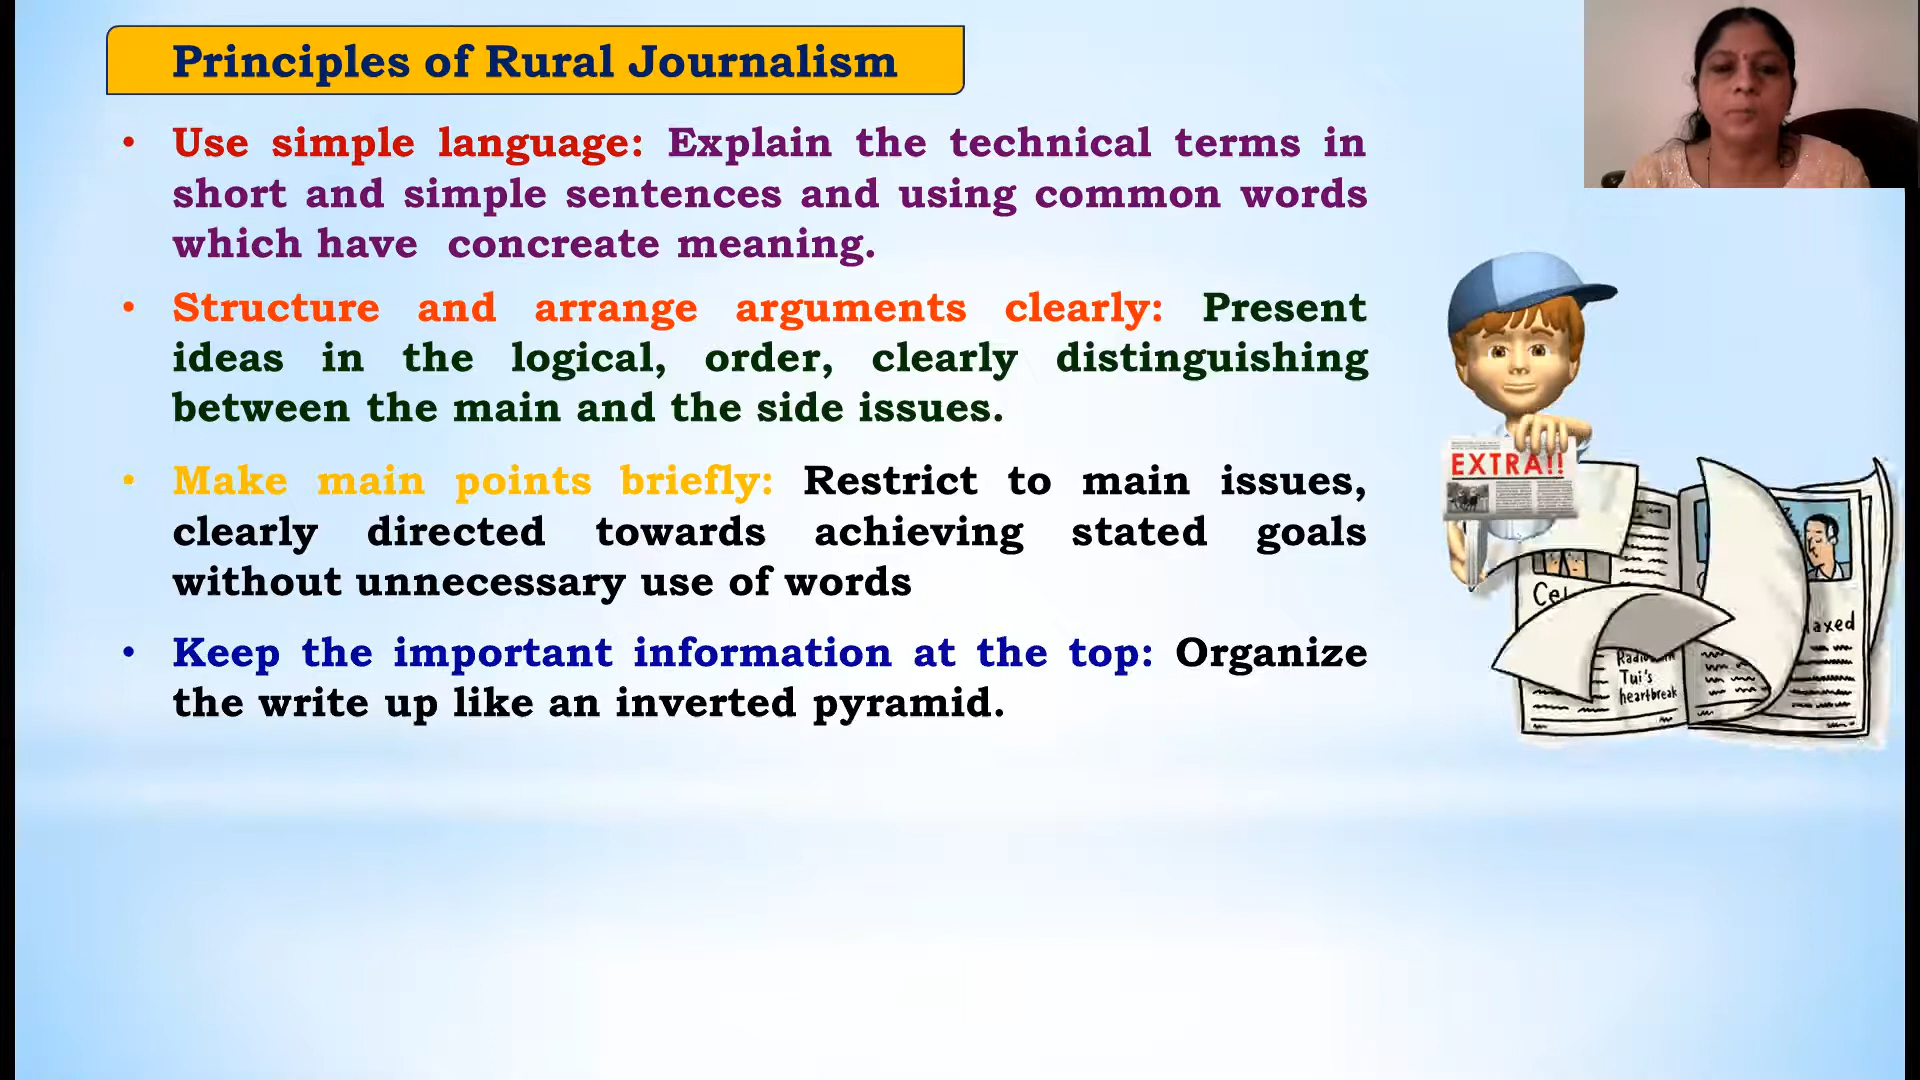 Principles of Rural Journalism
• Use simple language: Explain the technical terms in
short and simple sentences and using common words
which have concreate meaning.
• Structure and arrange arguments clearly: Present
ideas in the logical, order, clearly distinguishing
between the main and the side issues.
• Make main points briefly: Restrict to main issues,
clearly directed towards achieving stated goals
without unnecessary use of words
• Keep the important information at the top: Organize
the write up like an inverted pyramid.
EXTRA!!
Cel
axed
Tui's
heartbreak